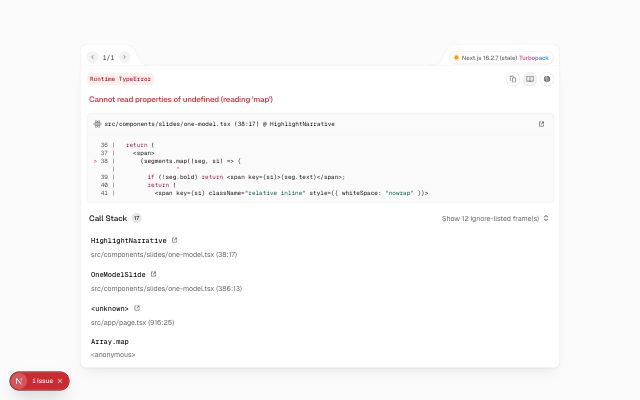 1/1
Next.js 16.2.7 (stale) Turbopack
Runtime TypeError
Cannot read properties of undefined (reading 'map')
src/components/slides/one-model.tsx (38:17) @ HighlightNarrative
36 | return (
37 | <span>
> 38 | {segments.map((seg, si) => {
| ^
39 | if (!seg.bold) return <span key={si}>{seg.text}</span>;
40 | return (
41 | <span key={si} className="relative inline" style={{ whiteSpace: "nowrap" }}>
Call Stack 17
Show 12 ignore-listed frame(s)
HighlightNarrative
src/components/slides/one-model.tsx (38:17)
OneModelSlide
src/components/slides/one-model.tsx (386:13)
<unknown>
src/app/page.tsx (916:25)
Array.map
<anonymous>
N 1 Issue